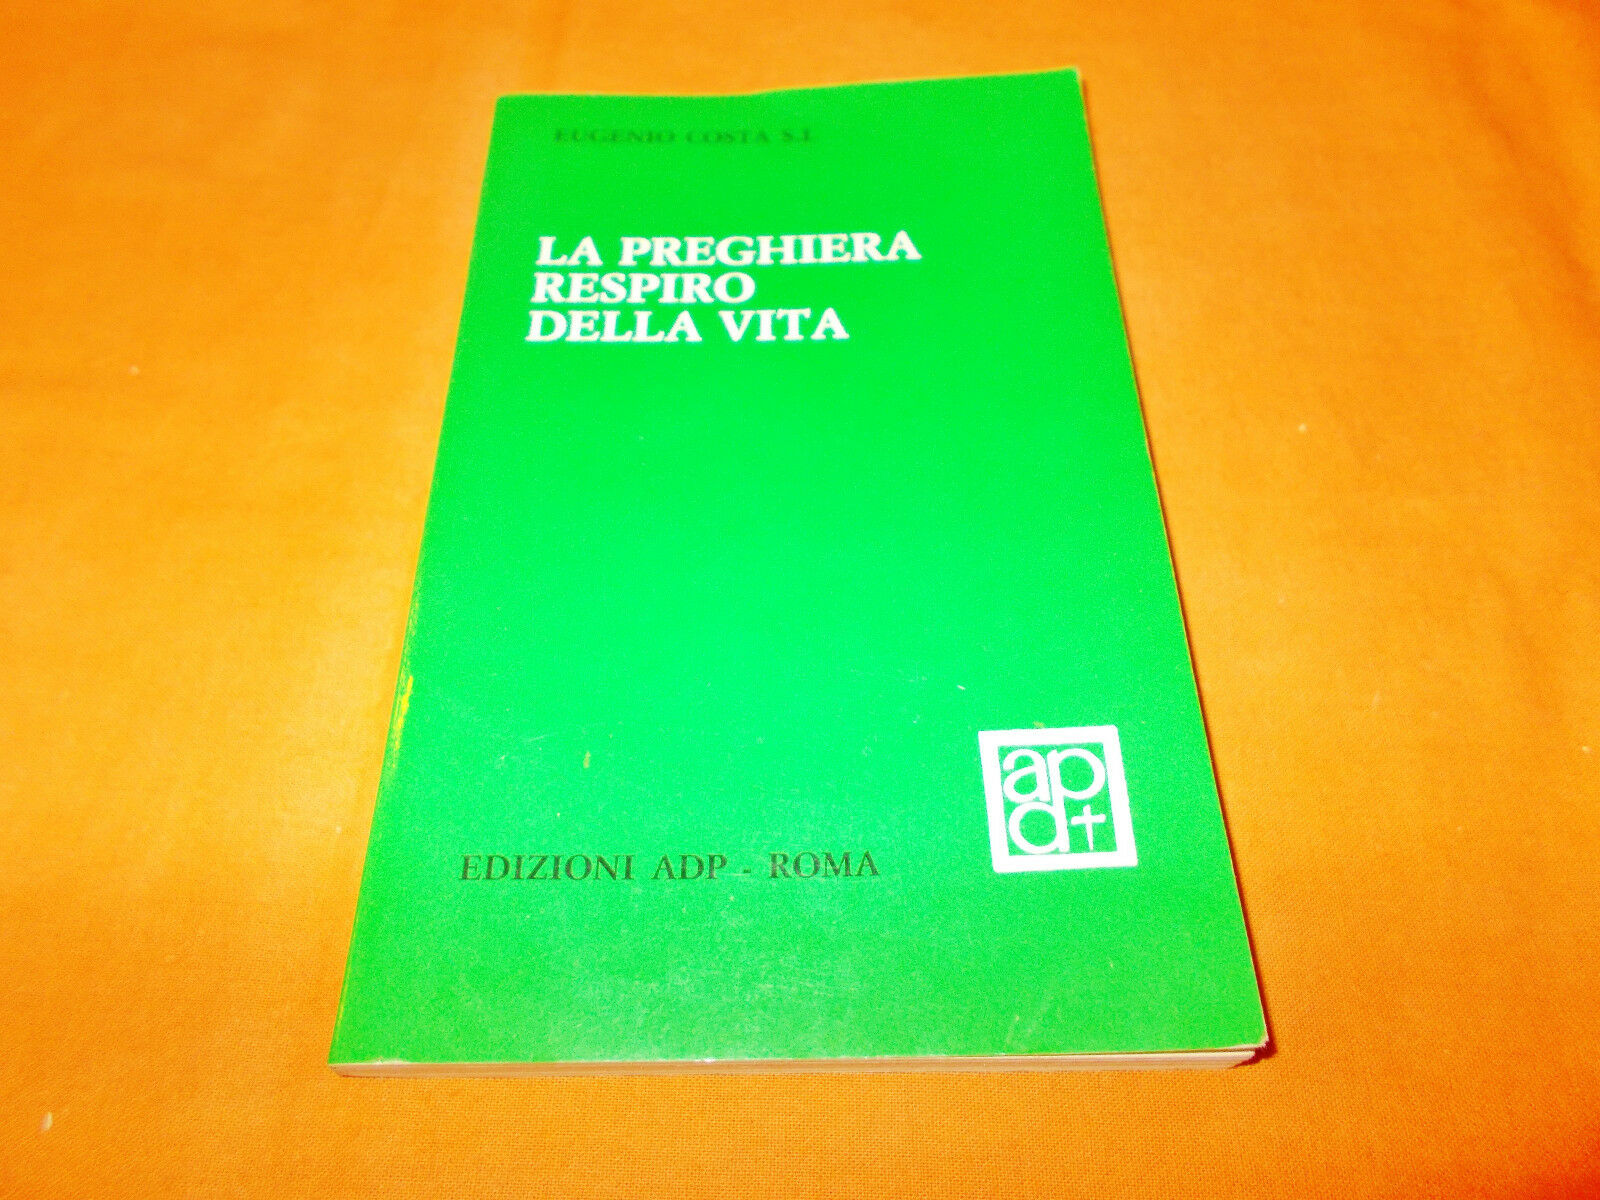 EUGENIO COSTA S.I.
LA PREGHIERA
RESPIRO
DELLA VITA
ap
d†
EDIZIONI ADP - ROMA